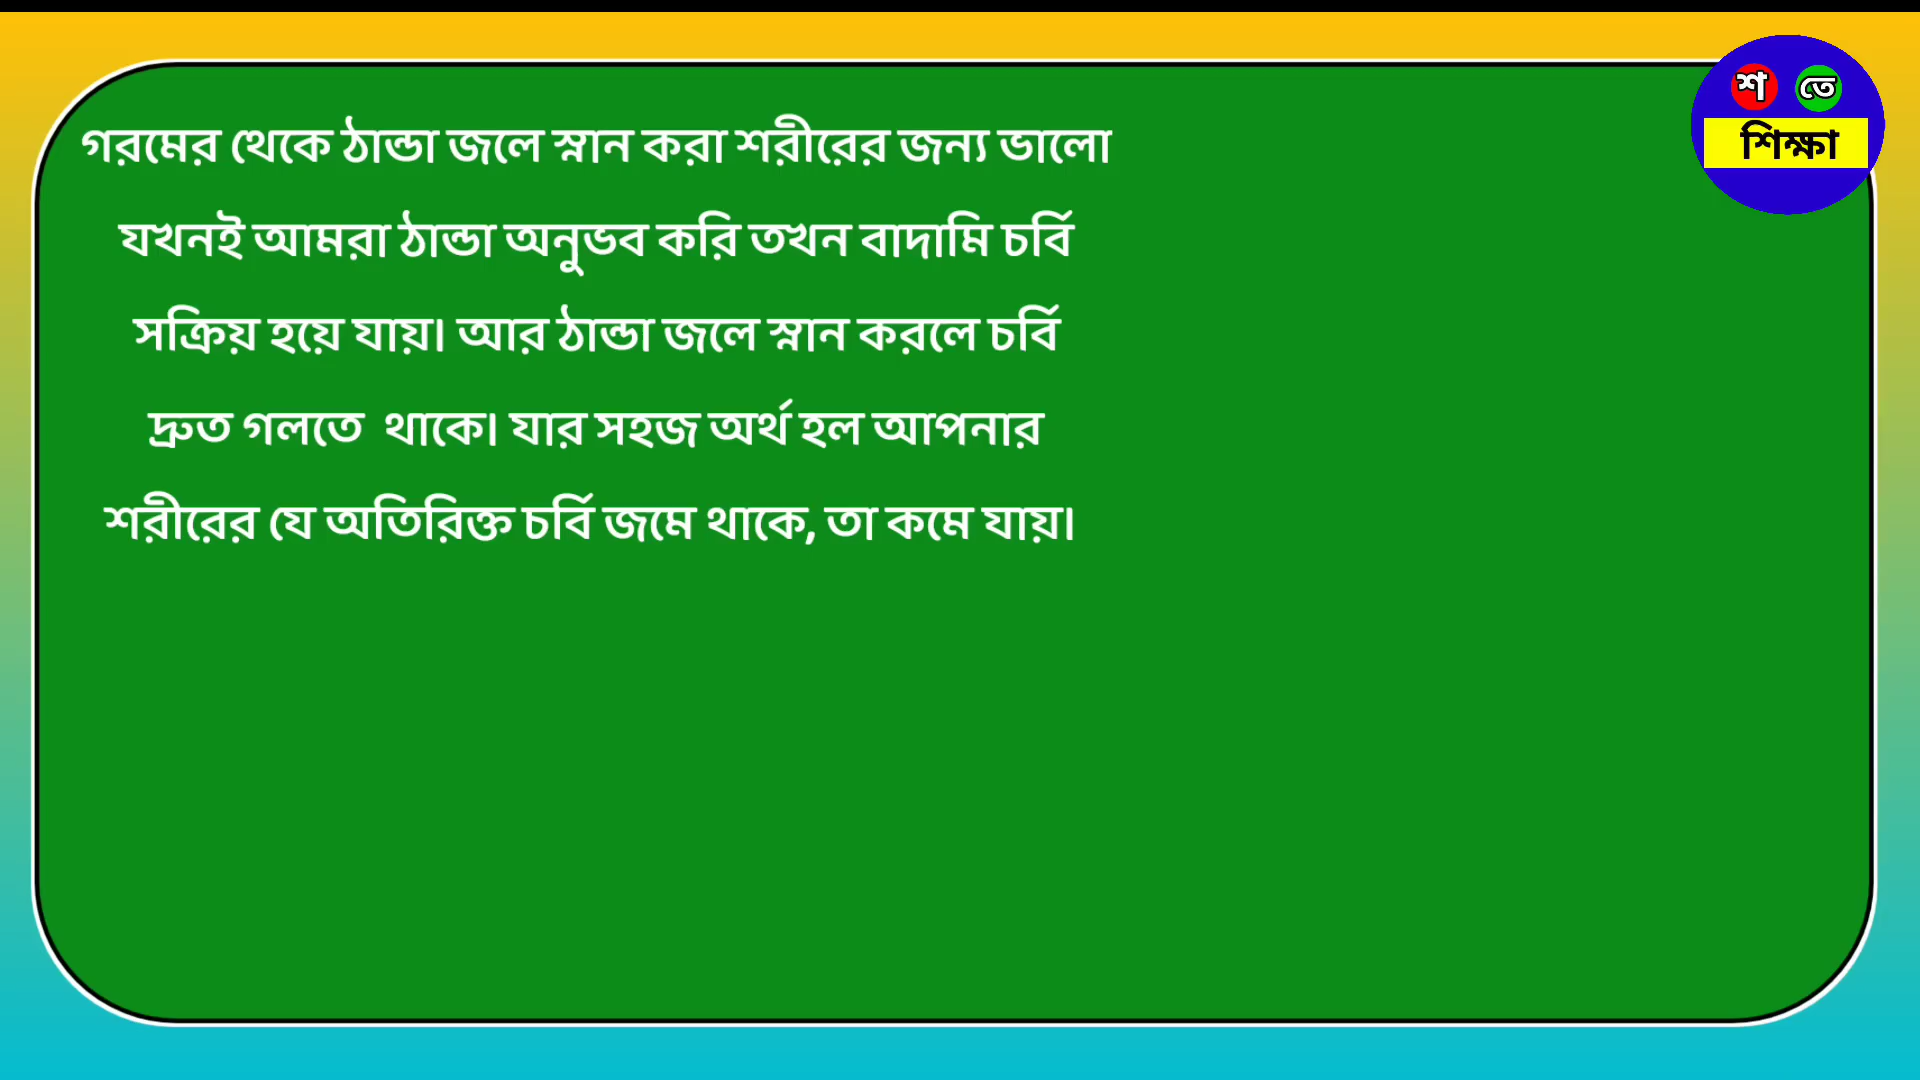 শ তে
শিক্ষা
গরমের থেকে ঠান্ডা জলে স্নান করা শরীরের জন্য ভালো
যখনই আমরা ঠান্ডা অনুভব করি তখন বাদামি চর্বি
সক্রিয় হয়ে যায়। আর ঠান্ডা জলে স্নান করলে চর্বি
দ্রুত গলতে থাকে। যার সহজ অর্থ হল আপনার
শরীরের যে অতিরিক্ত চর্বি জমে থাকে, তা কমে যায়।